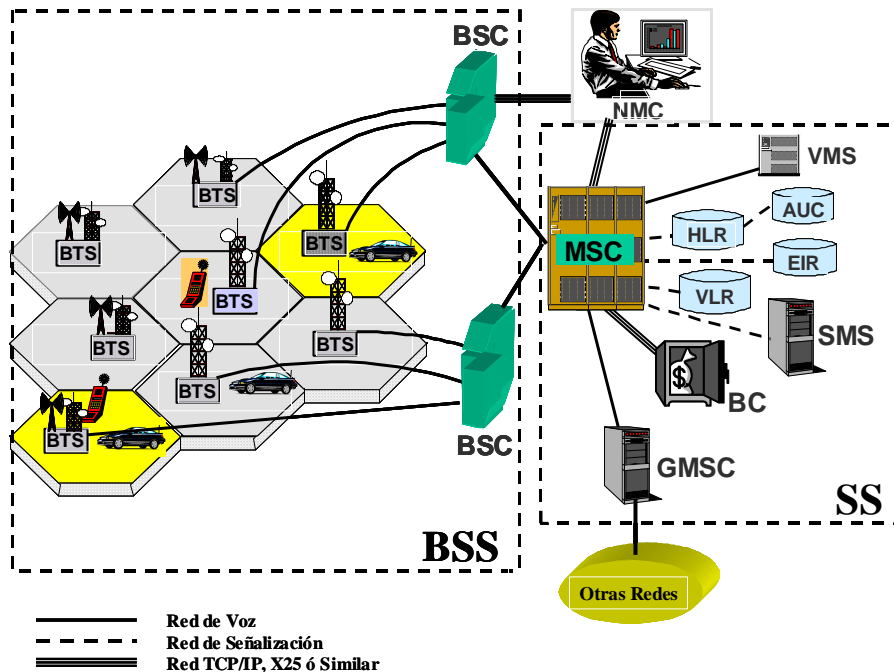 BSC
NMC
VMS
BTS
BTS
BTS
HLR
AUC
MSC
EIR
BTS
VLR
BTS
BTS
SMS
BTS
BC
BTS
BSC
GMSC
SS
BSS
Otras Redes
Red de Voz
Red de Señalización
Red TCP/IP, X25 ó Similar